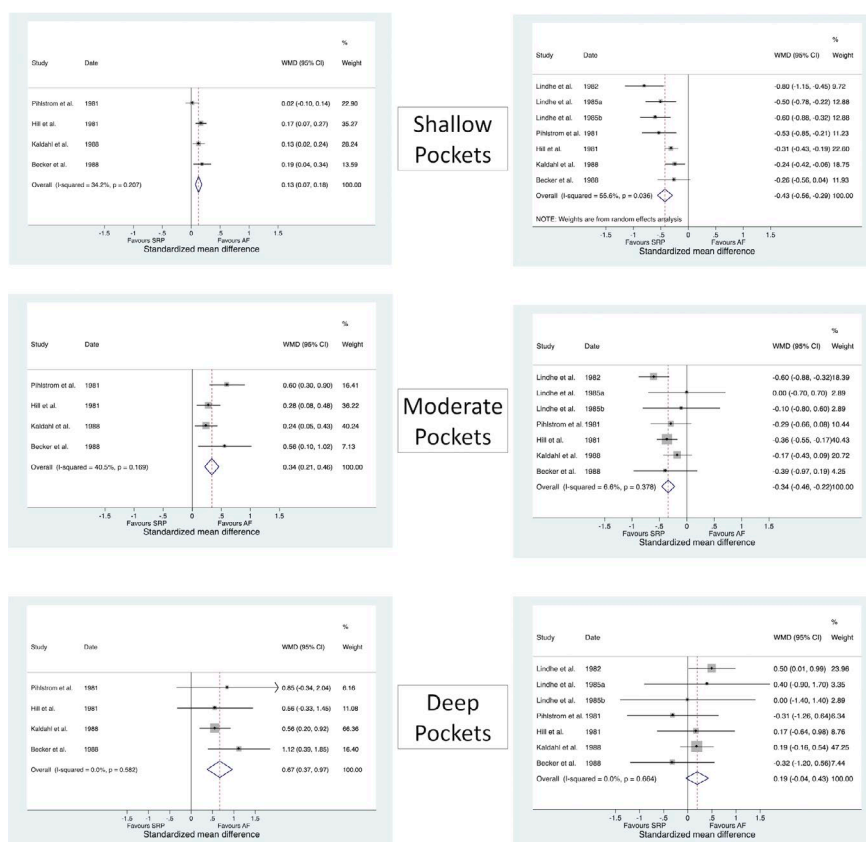 %
Study Date WMD (95% CI) Weight
Pihlstrom et al. 1981 0.02 (-0.10, 0.14) 22.90
Hill et al. 1981 0.17 (0.07, 0.27) 35.27
Kaldahl et al. 1988 0.13 (0.02, 0.24) 28.24
Becker et al. 1988 0.19 (0.04, 0.34) 13.59
Overall (I-squared = 34.2%, p = 0.207) 0.13 (0.07, 0.18) 100.00
-1.5 -1 -.5 0 .5 1 1.5
Favours SRP Favours AF
Standardized mean difference
Shallow
Pockets
%
Study Date WMD (95% CI) Weight
Lindhe et al. 1982 -0.80 (-1.15, -0.45) 9.72
Lindhe et al. 1985a -0.50 (-0.78, -0.22) 12.88
Lindhe et al. 1985b -0.60 (-0.88, -0.32) 12.88
Pihlstrom et al. 1981 -0.53 (-0.85, -0.21) 11.23
Hill et al. 1981 -0.31 (-0.43, -0.19) 22.60
Kaldahl et al. 1988 -0.24 (-0.42, -0.06) 18.75
Becker et al. 1988 -0.26 (-0.56, 0.04) 11.93
Overall (I-squared = 55.6%, p = 0.036) -0.43 (-0.56, -0.29) 100.00
NOTE: Weights are from random effects analysis
-1.5 -1 -.5 0 .5 1 1.5
Favours SRP Favours AF
Standardized mean difference
%
Study Date WMD (95% CI) Weight
Pihlstrom et al. 1981 0.60 (0.30, 0.90) 16.41
Hill et al. 1981 0.28 (0.08, 0.48) 36.22
Kaldahl et al. 1988 0.24 (0.05, 0.43) 40.24
Becker et al. 1988 0.56 (0.10, 1.02) 7.13
Overall (I-squared = 40.5%, p = 0.169) 0.34 (0.21, 0.46) 100.00
-1.5 -1 -.5 0 .5 1 1.5
Favours SRP Favours AF
Standardized mean difference
Moderate
Pockets
%
Study Date WMD (95% CI) Weight
Lindhe et al. 1982 -0.60 (-0.88, -0.32)18.39
Lindhe et al. 1985a 0.00 (-0.70, 0.70) 2.89
Lindhe et al. 1985b -0.10 (-0.80, 0.60) 2.89
Pihlstrom et al. 1981 -0.29 (-0.66, 0.08) 10.44
Hill et al. 1981 -0.36 (-0.55, -0.17)40.43
Kaldahl et al. 1988 -0.17 (-0.43, 0.09) 20.72
Becker et al. 1988 -0.39 (-0.97, 0.19) 4.25
Overall (I-squared = 6.6%, p = 0.378) -0.34 (-0.46, -0.22)100.00
-1.5 -1 -.5 0 .5 1 1.5
Favours SRP Favours AF
Standardized mean difference
%
Study Date WMD (95% CI) Weight
Pihlstrom et al. 1981 0.85 (-0.34, 2.04) 6.16
Hill et al. 1981 0.56 (-0.33, 1.45) 11.08
Kaldahl et al. 1988 0.56 (0.20, 0.92) 66.36
Becker et al. 1988 1.12 (0.39, 1.85) 16.40
Overall (I-squared = 0.0%, p = 0.582) 0.67 (0.37, 0.97) 100.00
-1.5 -1 -.5 0 .5 1 1.5
Favours SRP Favours AF
Standardized mean difference
Deep
Pockets
%
Study Date WMD (95% CI) Weight
Lindhe et al. 1982 0.50 (0.01, 0.99) 23.96
Lindhe et al. 1985a 0.40 (-0.90, 1.70) 3.35
Lindhe et al. 1985b 0.00 (-1.40, 1.40) 2.89
Pihlstrom et al. 1981 -0.31 (-1.26, 0.64)6.34
Hill et al. 1981 0.17 (-0.64, 0.98) 8.76
Kaldahl et al. 1988 0.19 (-0.16, 0.54) 47.25
Becker et al. 1988 -0.32 (-1.20, 0.56)7.44
Overall (I-squared = 0.0%, p = 0.664) 0.19 (-0.04, 0.43) 100.00
-1.5 -1 -.5 0 .5 1 1.5
Favours SRP Favours AF
Standardized mean difference